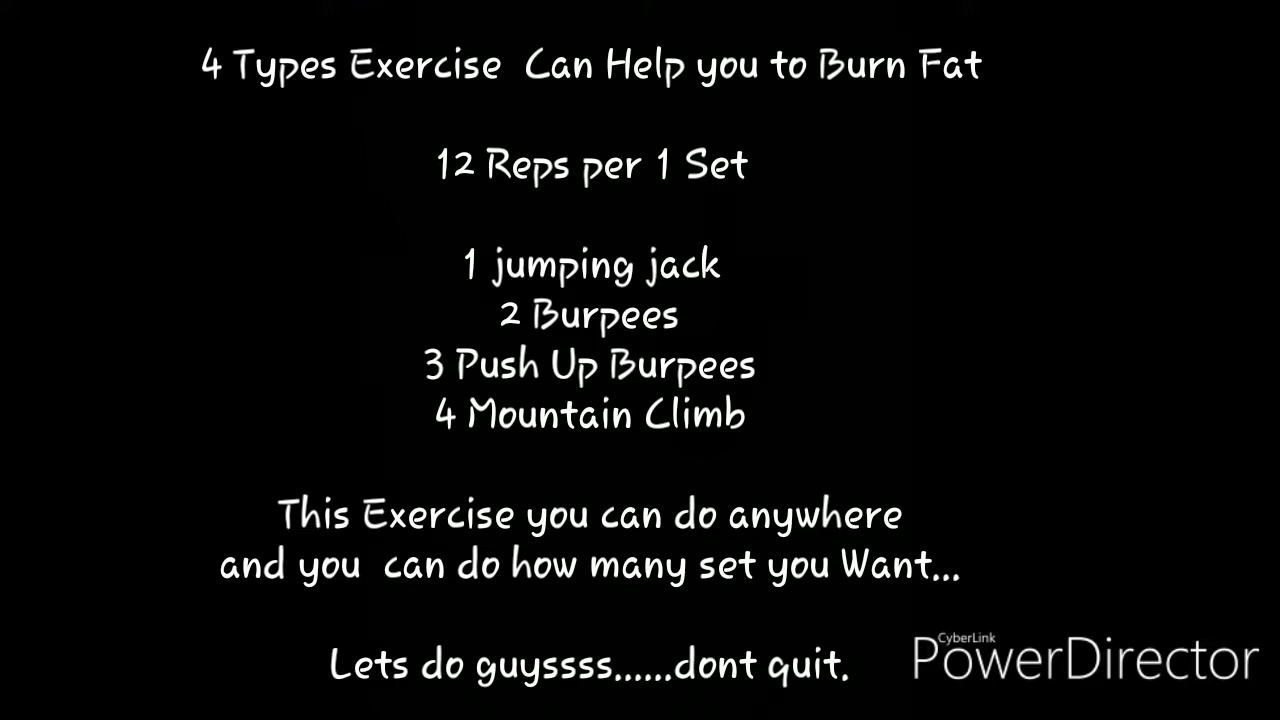 4 Types Exercise Can Help you to Burn Fat
12 Reps per 1 Set
1 jumping jack
2 Burpees
3 Push Up Burpees
4 Mountain Climb
This Exercise you can do anywhere
and you can do how many set you Want...
Lets do guyssss......dont quit.
CyberLink
PowerDirector